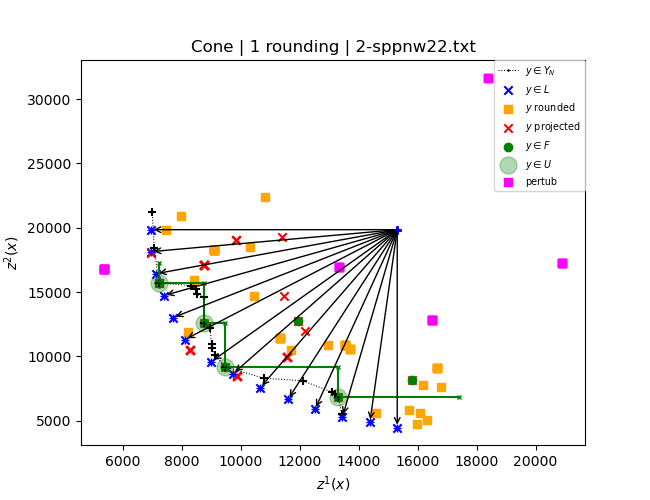 Cone | 1 rounding | 2-sppnw22.txt
z²(x)
30000
25000
20000
15000
10000
5000
6000 8000 10000 12000 14000 16000 18000 20000
z¹(x)
y ∈ Y_N
y ∈ L
y rounded
y projected
y ∈ F
y ∈ U
pertub